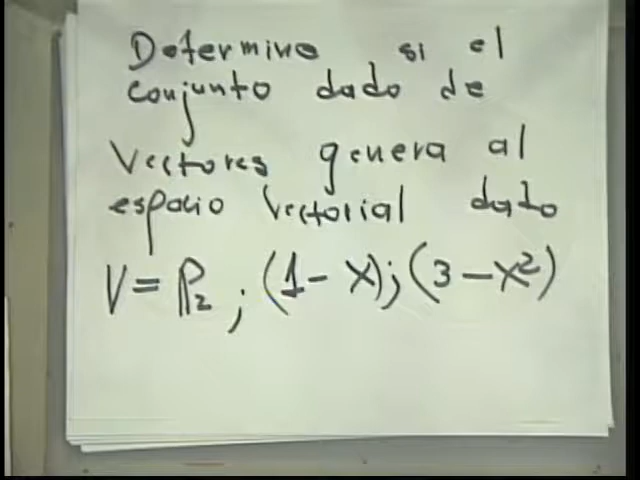 Determine si el
conjunto dado de
Vectores genera al
espacio Vectorial dado
V = P₂ ; (1 - X) ; (3 - X²)